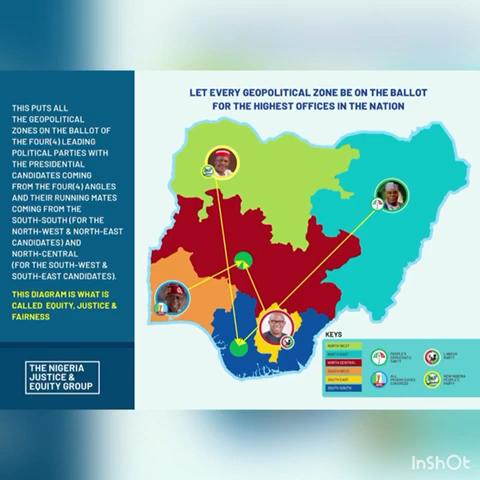 LET EVERY GEOPOLITICAL ZONE BE ON THE BALLOT
FOR THE HIGHEST OFFICES IN THE NATION
THIS PUTS ALL
THE GEOPOLITICAL
ZONES ON THE BALLOT OF
THE FOUR(4) LEADING
POLITICAL PARTIES WITH
THE PRESIDENTIAL
CANDIDATES COMING
FROM THE FOUR(4) ANGLES
AND THEIR RUNNING MATES
COMING FROM THE
SOUTH-SOUTH (FOR THE
NORTH-WEST & NORTH-EAST
CANDIDATES) AND
NORTH-CENTRAL
(FOR THE SOUTH-WEST &
SOUTH-EAST CANDIDATES).
THIS DIAGRAM IS WHAT IS
CALLED EQUITY, JUSTICE &
FAIRNESS
THE NIGERIA
JUSTICE &
EQUITY GROUP
KEYS
NORTH WEST
NORTH EAST
NORTH CENTRAL
SOUTH WEST
SOUTH EAST
SOUTH SOUTH
PEOPLE'S
DEMOCRATIC
PARTY
LABOUR
PARTY
ALL
PROGRESSIVES
CONGRESS
NEW NIGERIA
PEOPLE'S
PARTY
InShOt